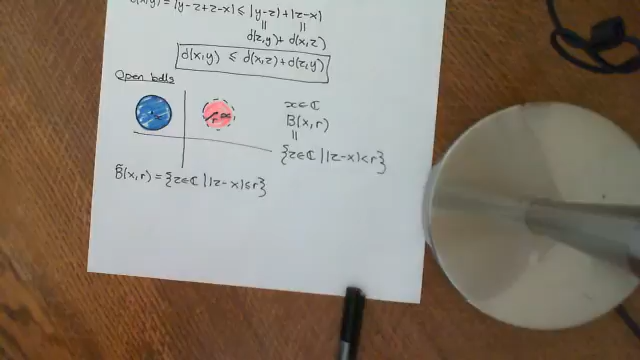 d(x,y) = |y-z+z-x| ≤ |y-z| + |z-x|
d(z,y) + d(x,z)
d(x,y) ≤ d(x,z) + d(z,y)
Open balls
x ∈ ℂ
B(x,r)
=
{z ∈ ℂ | |z-x| < r}
B̄(x,r) = {z ∈ ℂ | |z-x| ≤ r}